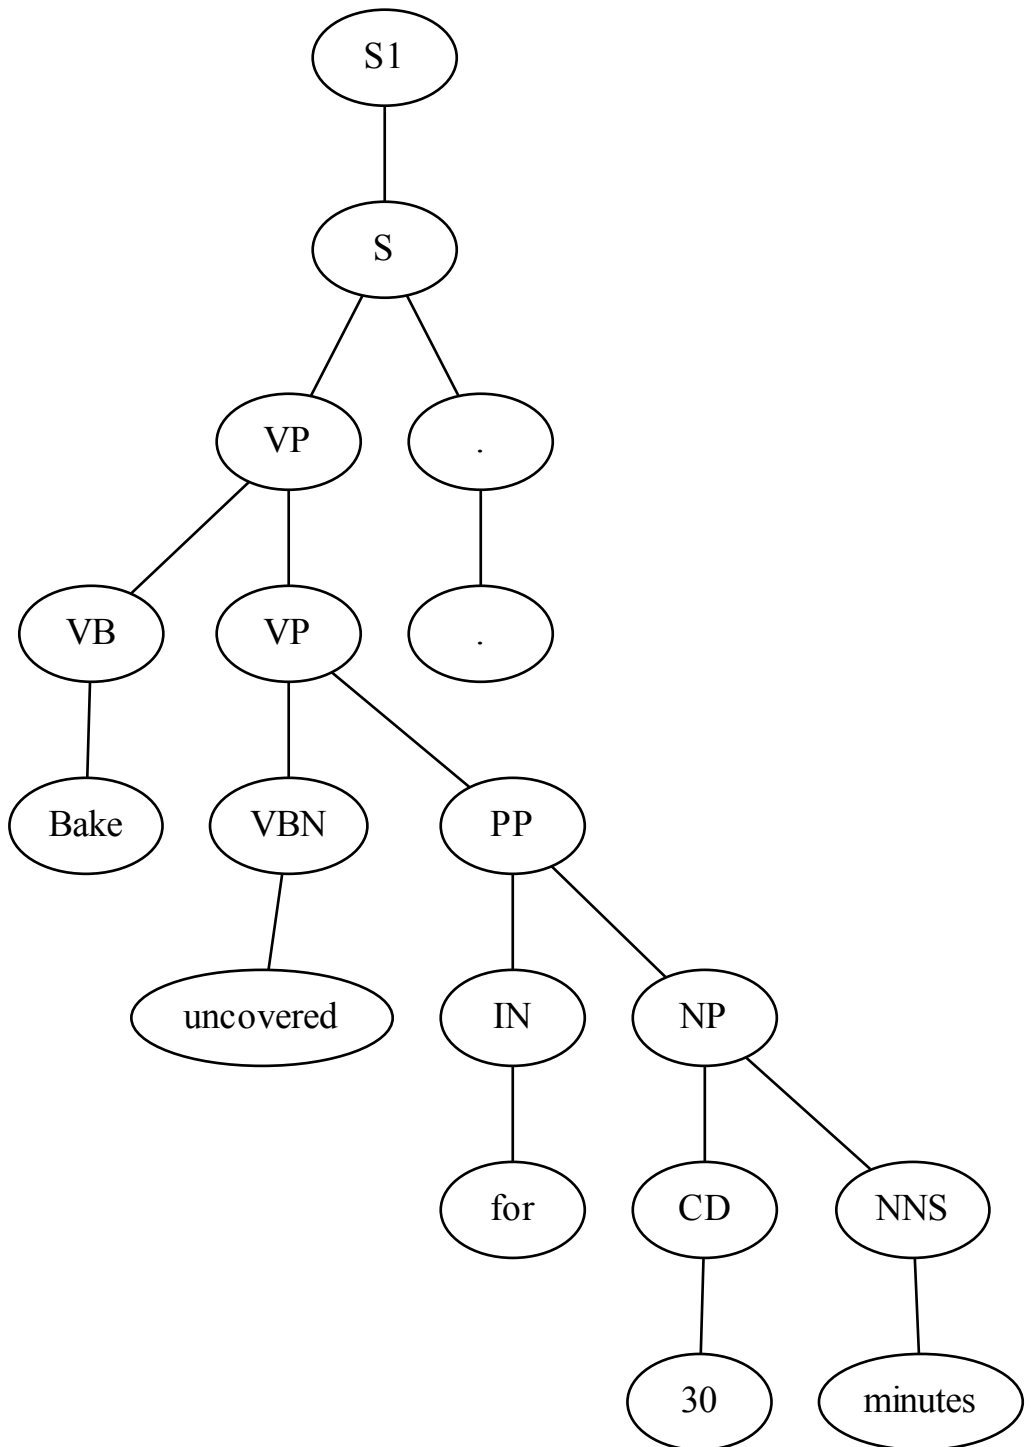 S1
S
VP .
VB VP .
Bake VBN PP
uncovered IN NP
for CD NNS
30 minutes